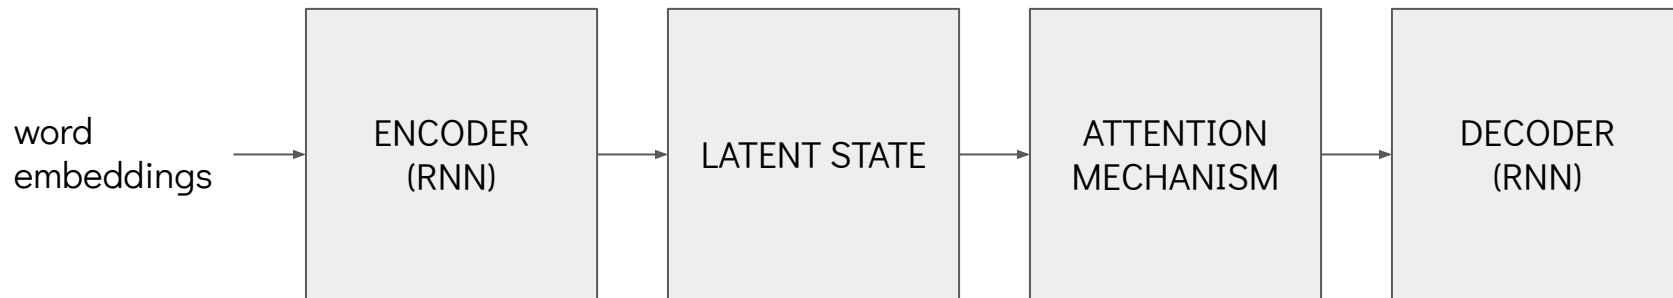 word
embeddings
ENCODER
(RNN)
LATENT STATE
ATTENTION
MECHANISM
DECODER
(RNN)